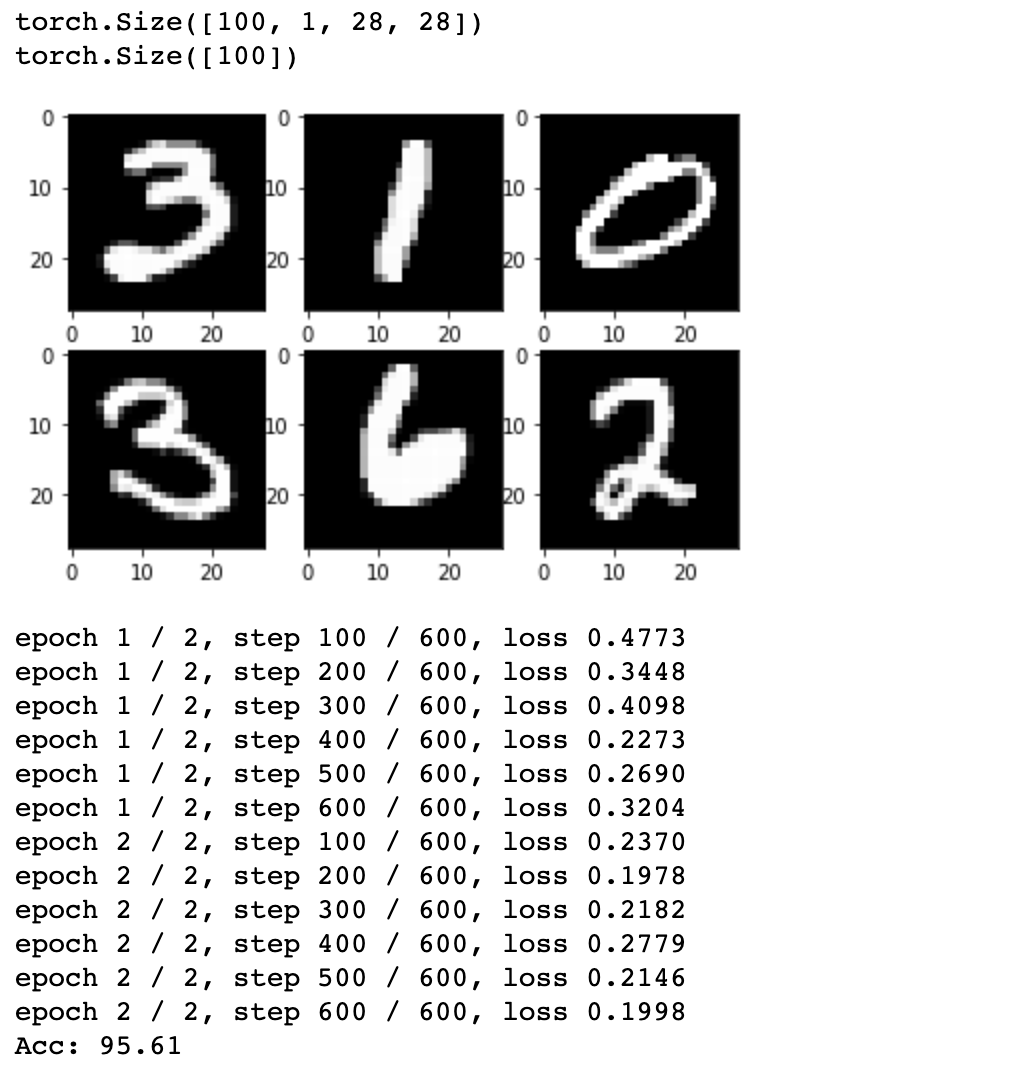 torch.Size([100, 1, 28, 28])
torch.Size([100])
0 0 0
10 10 10
20 20 20
3 1 0
0 10 20 0 10 20 0 10 20
0 0 0
10 10 10
20 20 20
3 6 2
0 10 20 0 10 20 0 10 20
epoch 1 / 2, step 100 / 600, loss 0.4773
epoch 1 / 2, step 200 / 600, loss 0.3448
epoch 1 / 2, step 300 / 600, loss 0.4098
epoch 1 / 2, step 400 / 600, loss 0.2273
epoch 1 / 2, step 500 / 600, loss 0.2690
epoch 1 / 2, step 600 / 600, loss 0.3204
epoch 2 / 2, step 100 / 600, loss 0.2370
epoch 2 / 2, step 200 / 600, loss 0.1978
epoch 2 / 2, step 300 / 600, loss 0.2182
epoch 2 / 2, step 400 / 600, loss 0.2779
epoch 2 / 2, step 500 / 600, loss 0.2146
epoch 2 / 2, step 600 / 600, loss 0.1998
Acc: 95.61